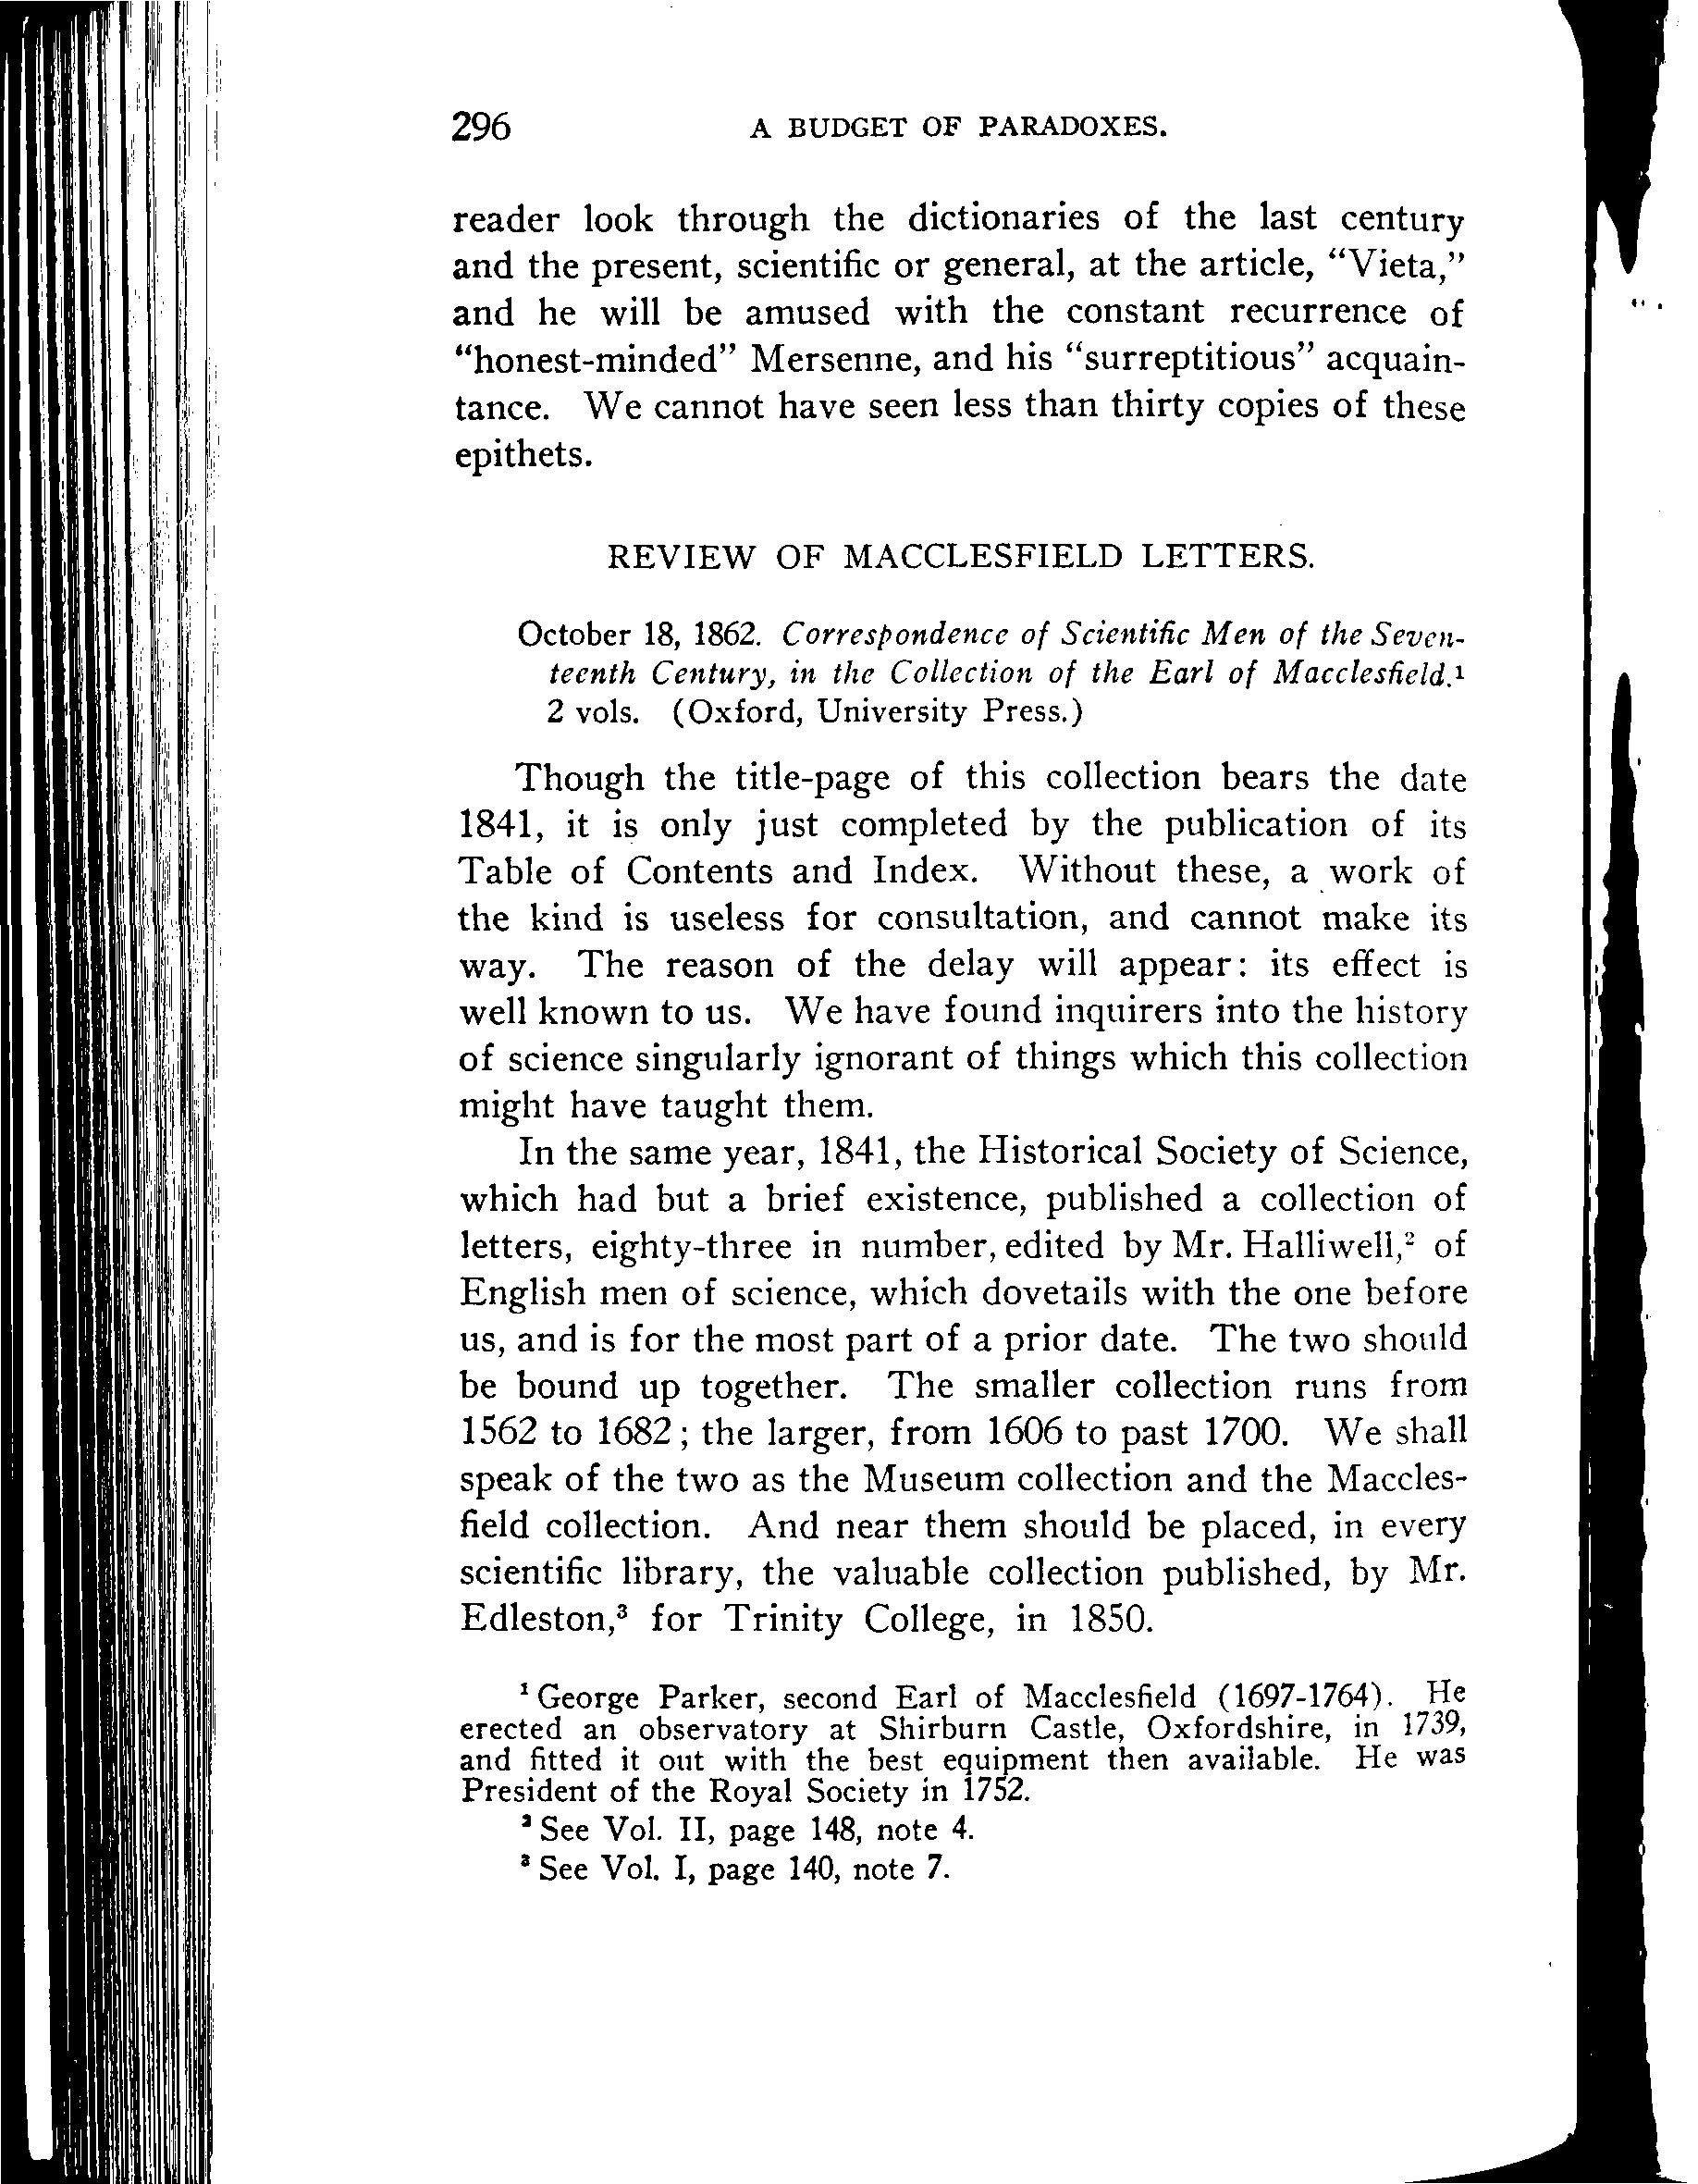 296 A BUDGET OF PARADOXES.
reader look through the dictionaries of the last century
and the present, scientific or general, at the article, “Vieta,”
and he will be amused with the constant recurrence of
“honest-minded” Mersenne, and his “surreptitious” acquain-
tance. We cannot have seen less than thirty copies of these
epithets.
REVIEW OF MACCLESFIELD LETTERS.
October 18, 1862. Correspondence of Scientific Men of the Seven-
teenth Century, in the Collection of the Earl of Macclesfield.¹
2 vols. (Oxford, University Press.)
Though the title-page of this collection bears the date
1841, it is only just completed by the publication of its
Table of Contents and Index. Without these, a work of
the kind is useless for consultation, and cannot make its
way. The reason of the delay will appear: its effect is
well known to us. We have found inquirers into the history
of science singularly ignorant of things which this collection
might have taught them.
In the same year, 1841, the Historical Society of Science,
which had but a brief existence, published a collection of
letters, eighty-three in number, edited by Mr. Halliwell,² of
English men of science, which dovetails with the one before
us, and is for the most part of a prior date. The two should
be bound up together. The smaller collection runs from
1562 to 1682; the larger, from 1606 to past 1700. We shall
speak of the two as the Museum collection and the Maccles-
field collection. And near them should be placed, in every
scientific library, the valuable collection published, by Mr.
Edleston,³ for Trinity College, in 1850.
¹ George Parker, second Earl of Macclesfield (1697-1764). He
erected an observatory at Shirburn Castle, Oxfordshire, in 1739,
and fitted it out with the best equipment then available. He was
President of the Royal Society in 1752.
² See Vol. II, page 148, note 4.
³ See Vol. I, page 140, note 7.